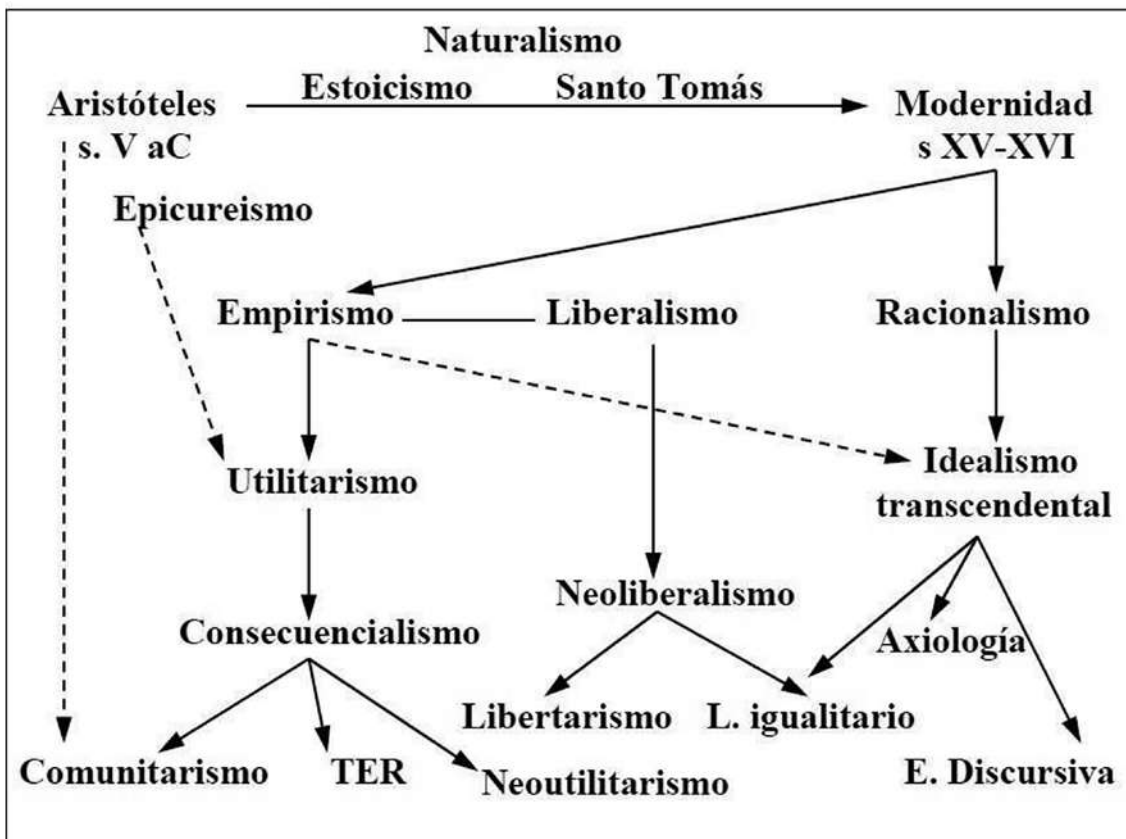 Naturalismo
Estoicismo
Santo Tomás
Aristóteles
s. V aC
Modernidad
s XV-XVI
Epicureismo
Empirismo
Liberalismo
Racionalismo
Utilitarismo
Idealismo
transcendental
Neoliberalismo
Consecuencialismo
Axiología
Libertarismo
L. igualitario
Comunitarismo
TER
Neoutilitarismo
E. Discursiva